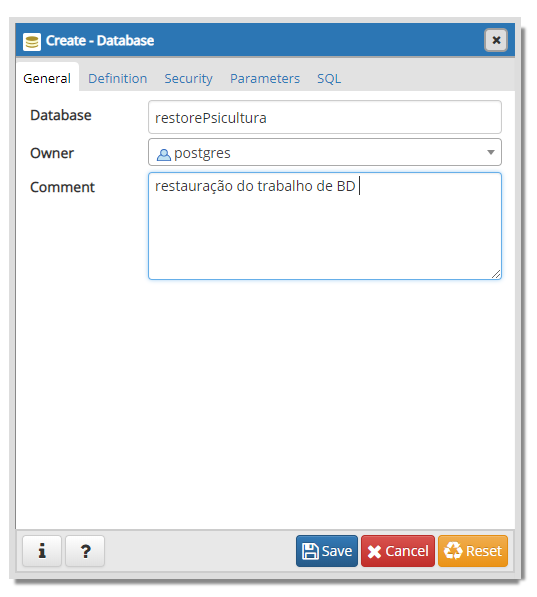 Create - Database
General Definition Security Parameters SQL
Database restorePsicultura
Owner postgres
Comment restauração do trabalho de BD
i ? Save Cancel Reset